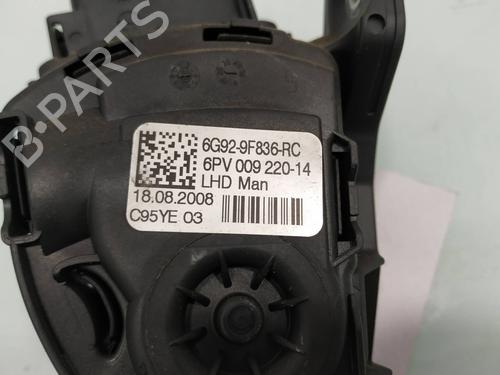 6G92-9F836-RC
6PV 009 220-14
LHD Man
18.08.2008
C95YE 03
B-PARTS